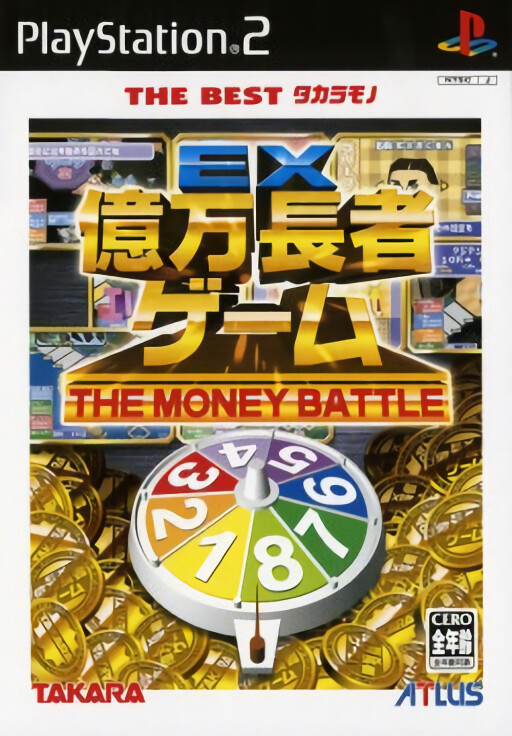 PlayStation®2
NTSC J
THE BEST タカラモノ
EX
億万長者
ゲーム
THE MONEY BATTLE
3 4 5 6
2 7
1 8
CERO
全年齢
TAKARA
ATLUS